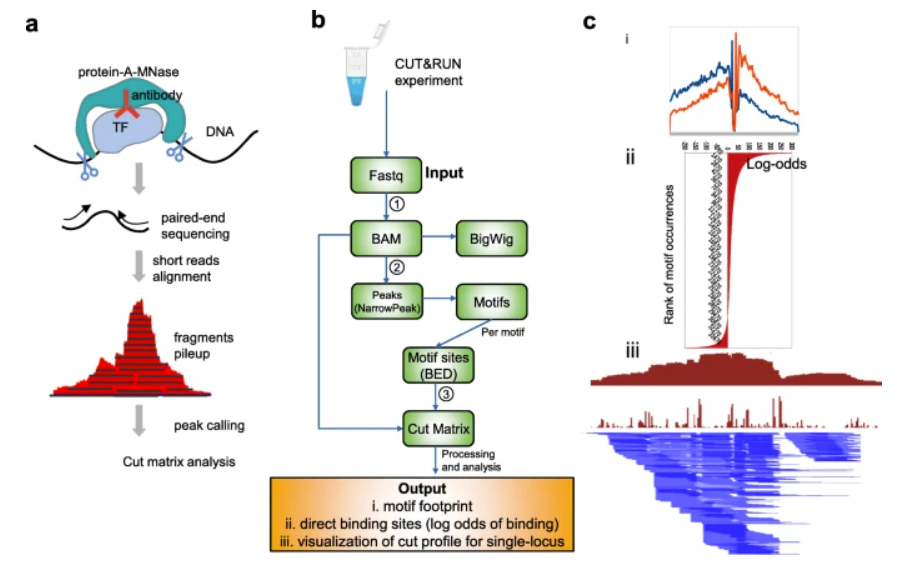 a
protein-A-MNase
antibody
TF
DNA
paired-end
sequencing
short reads
alignment
fragments
pileup
peak calling
Cut matrix analysis
b
CUT&RUN
experiment
Fastq
Input
①
BAM
BigWig
②
Peaks
(NarrowPeak)
Motifs
Per motif
Motif sites
(BED)
③
Cut Matrix
Processing
and analysis
Output
i. motif footprint
ii. direct binding sites (log odds of binding)
iii. visualization of cut profile for single-locus
c
i
ii
Log-odds
Rank of motif occurrences
iii